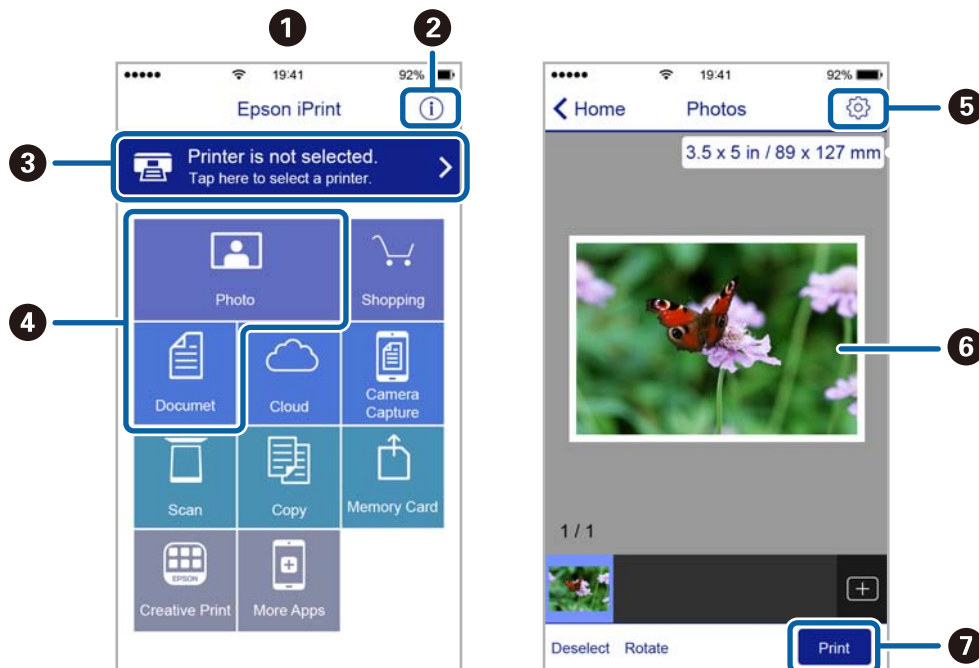 1
2
19:41
92%
Epson iPrint
3
Printer is not selected.
Tap here to select a printer.
4
Photo
Shopping
Documet
Cloud
Camera
Capture
Scan
Copy
Memory Card
EPSON
Creative Print
More Apps
19:41
92%
Home
Photos
5
3.5 x 5 in / 89 x 127 mm
6
1 / 1
Deselect
Rotate
Print
7